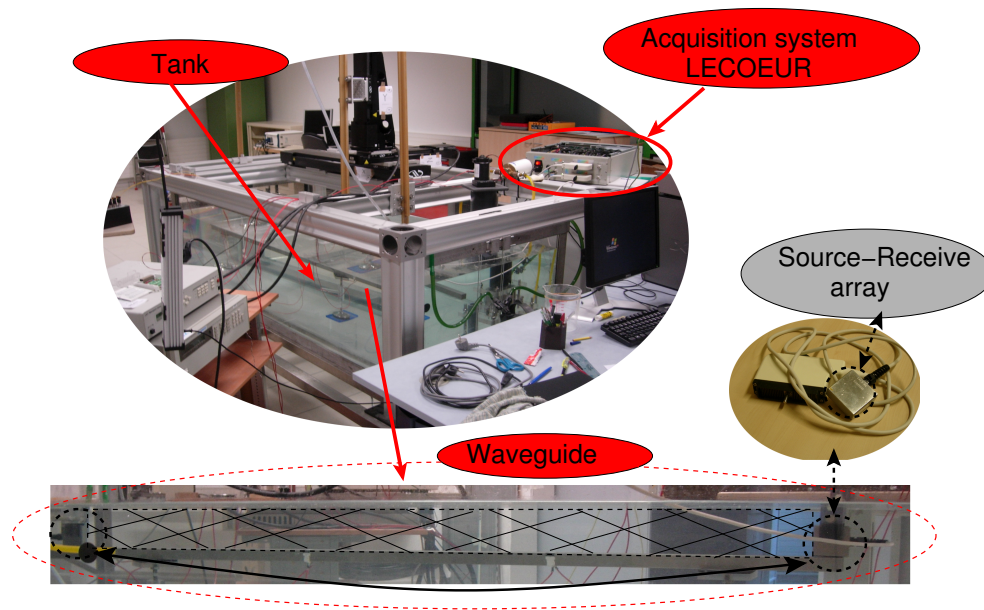 Tank
Acquisition system
LECOEUR
Source−Receive
array
Waveguide